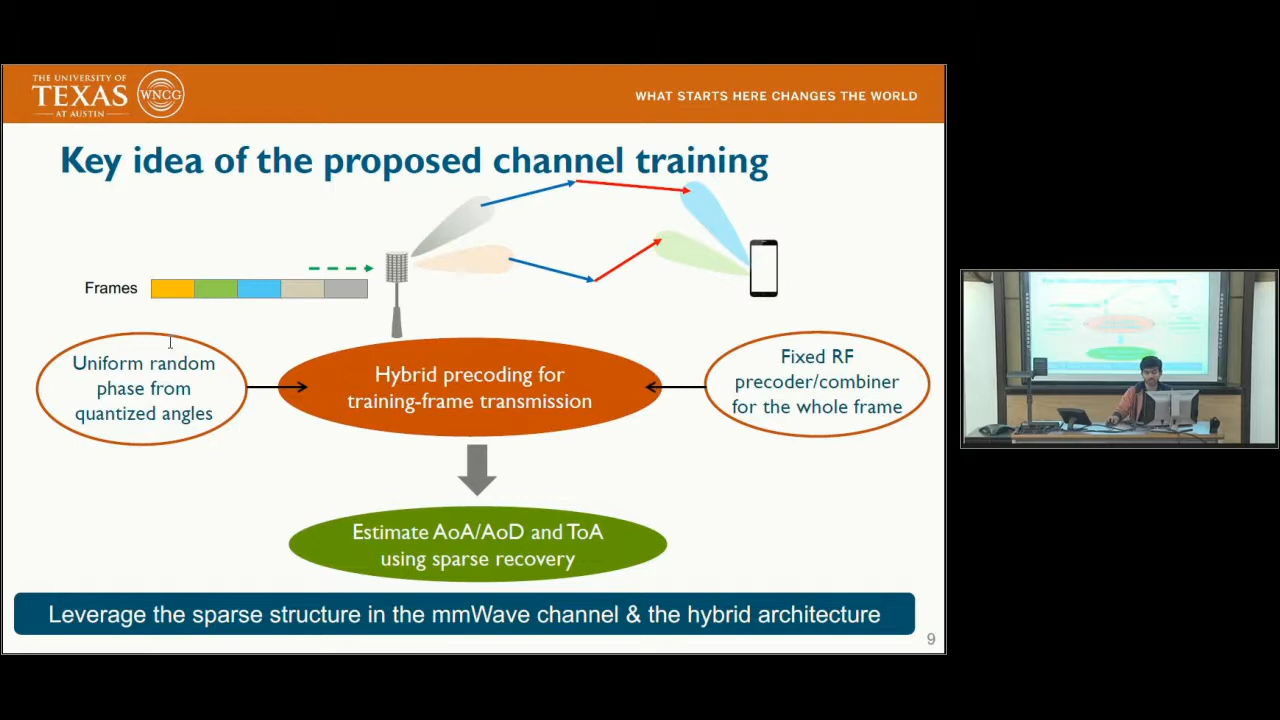 THE UNIVERSITY OF
TEXAS
AT AUSTIN
WNCG
WHAT STARTS HERE CHANGES THE WORLD
Key idea of the proposed channel training
Frames
Uniform random
phase from
quantized angles
Hybrid precoding for
training-frame transmission
Fixed RF
precoder/combiner
for the whole frame
Estimate AoA/AoD and ToA
using sparse recovery
Leverage the sparse structure in the mmWave channel & the hybrid architecture
9